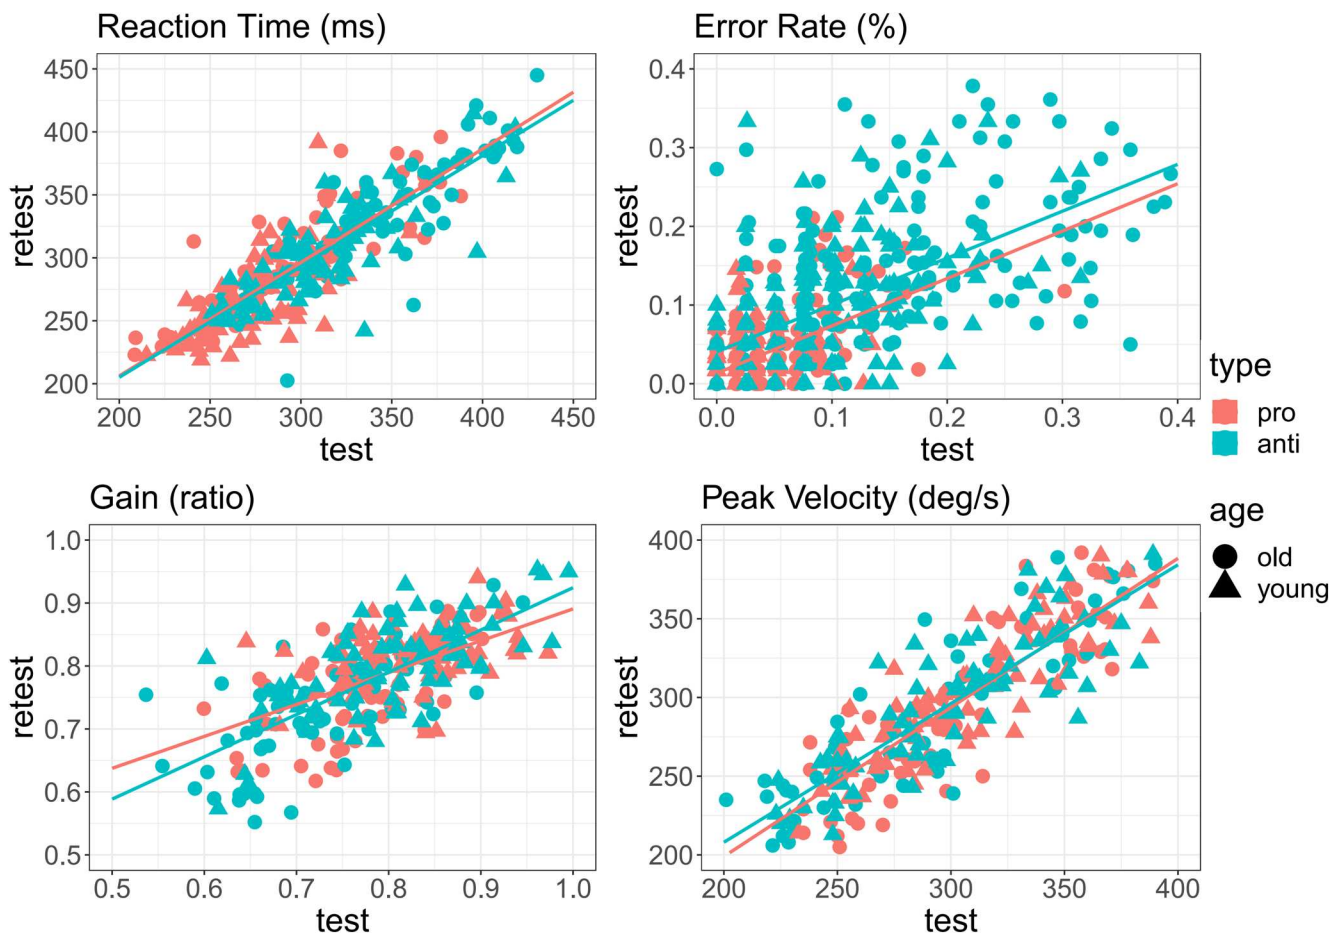 Reaction Time (ms)
450
400
350
300
250
200
retest
200 250 300 350 400 450
test
Error Rate (%)
0.4
0.3
0.2
0.1
0.0
retest
0.0 0.1 0.2 0.3 0.4
test
type
pro
anti
age
old
young
Gain (ratio)
1.0
0.9
0.8
0.7
0.6
0.5
retest
0.5 0.6 0.7 0.8 0.9 1.0
test
Peak Velocity (deg/s)
400
350
300
250
200
retest
200 250 300 350 400
test